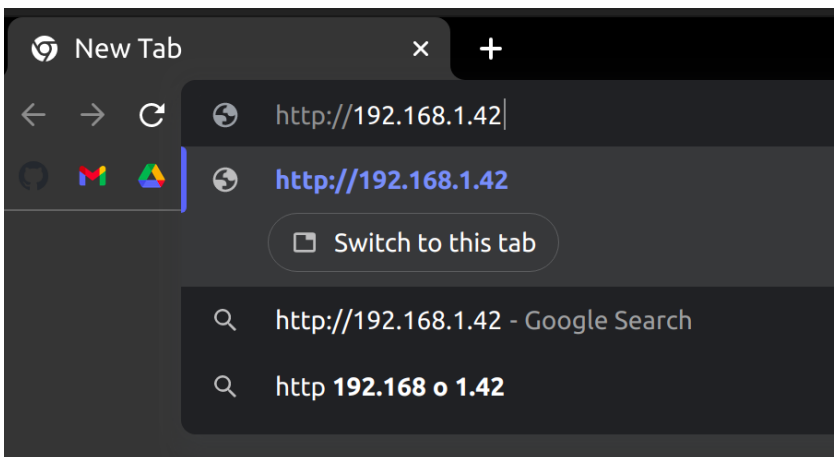 New Tab
http://192.168.1.42
http://192.168.1.42
Switch to this tab
http://192.168.1.42 - Google Search
http 192.168 o 1.42